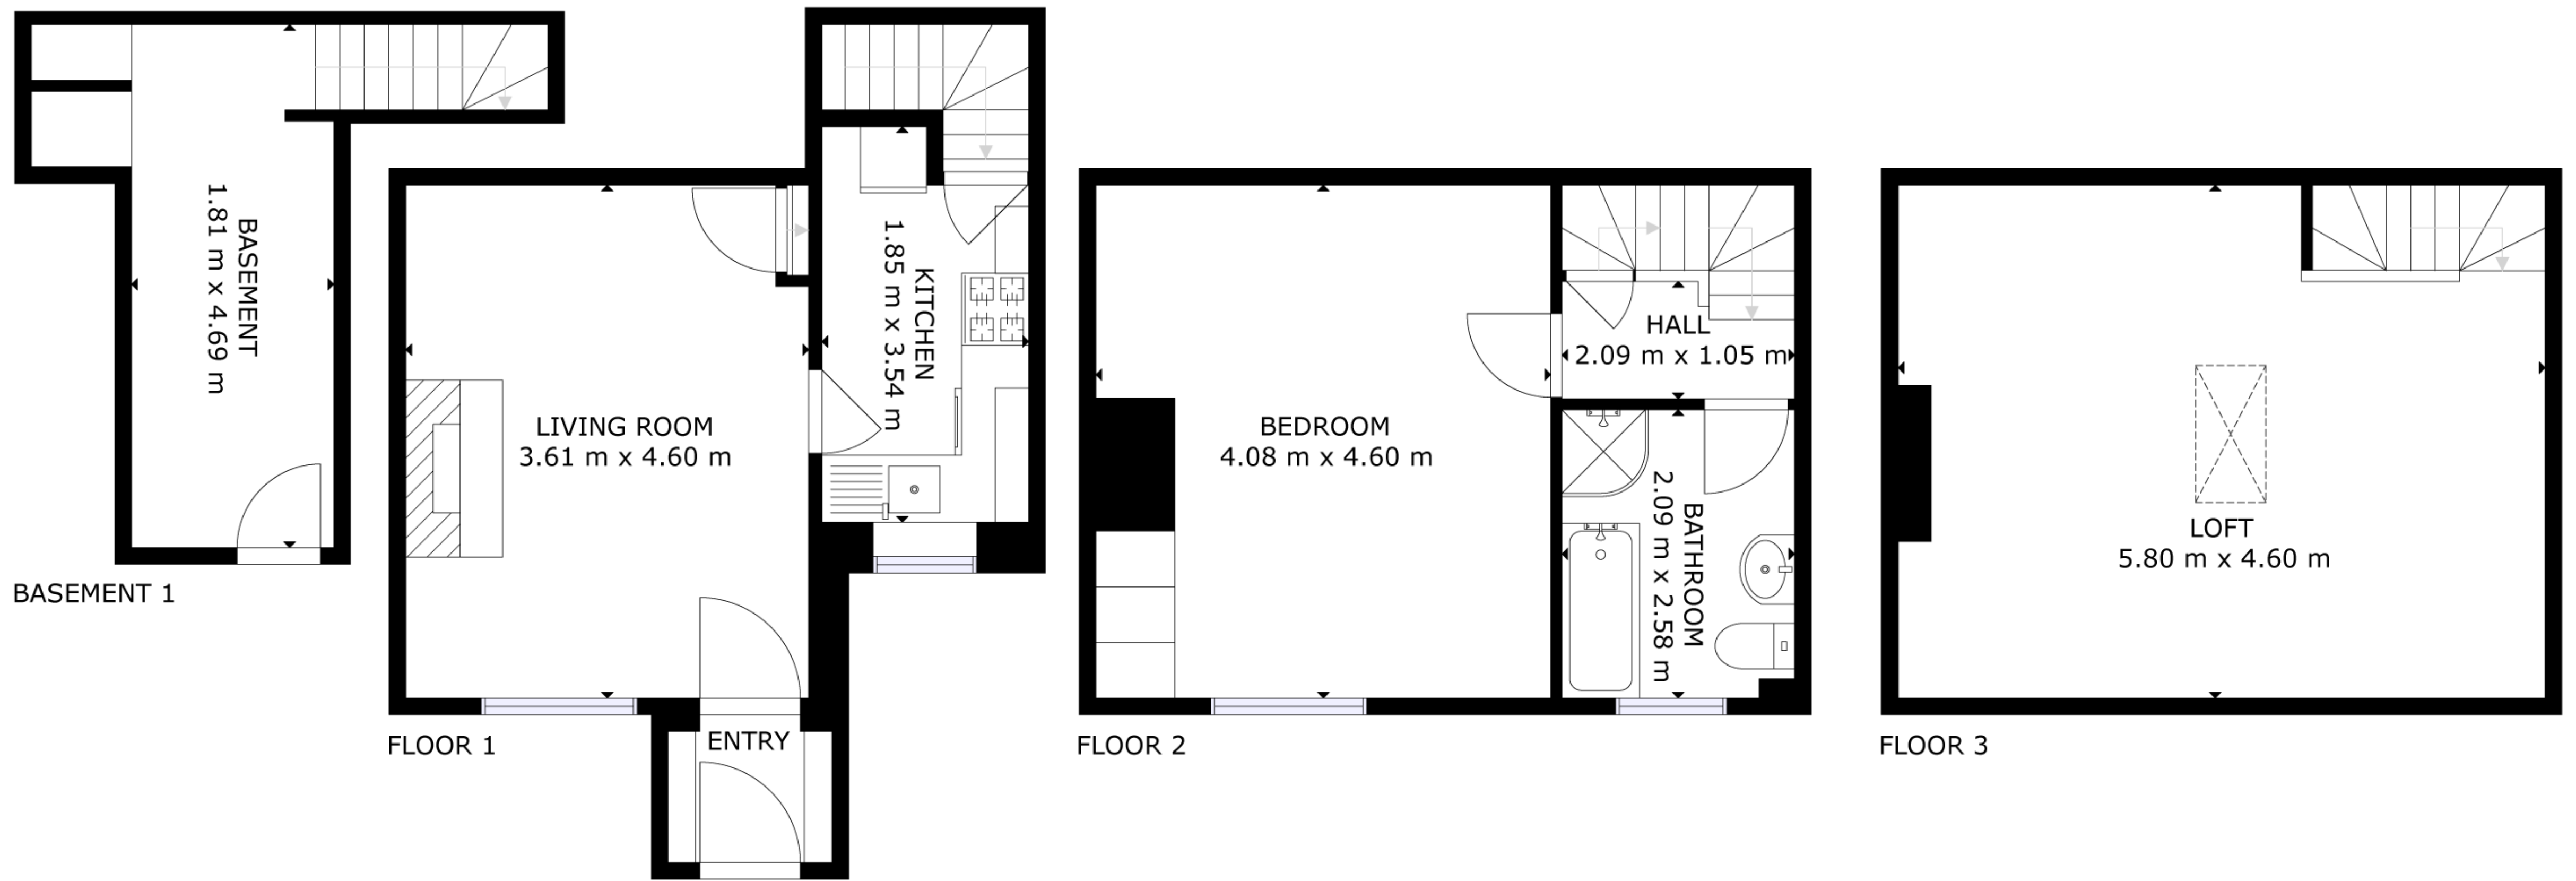 BASEMENT
1.81 m x 4.69 m
BASEMENT 1
KITCHEN
1.85 m x 3.54 m
LIVING ROOM
3.61 m x 4.60 m
ENTRY
FLOOR 1
HALL
2.09 m x 1.05 m
BEDROOM
4.08 m x 4.60 m
BATHROOM
2.09 m x 2.58 m
FLOOR 2
LOFT
5.80 m x 4.60 m
FLOOR 3